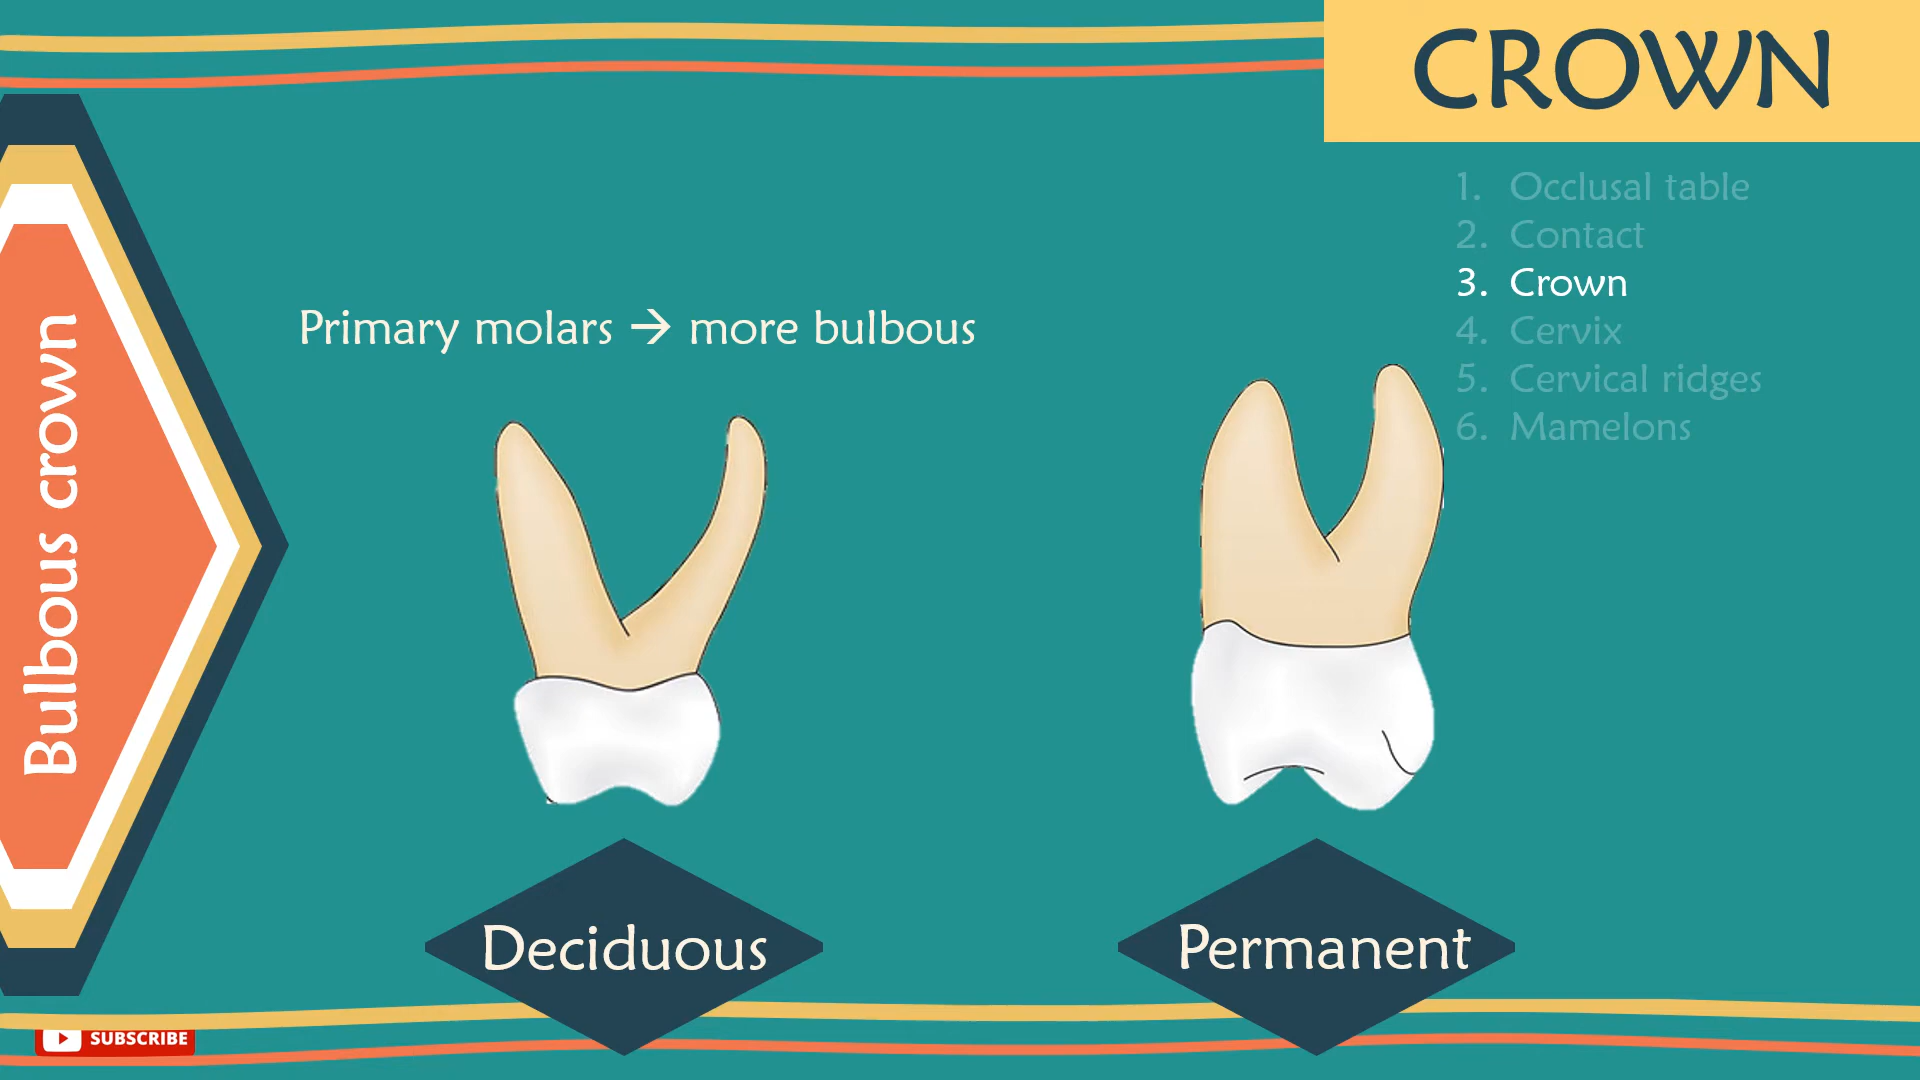 CROWN
1. Occlusal table
2. Contact
3. Crown
4. Cervix
5. Cervical ridges
6. Mamelons
Primary molars → more bulbous
Bulbous crown
Deciduous
Permanent
SUBSCRIBE